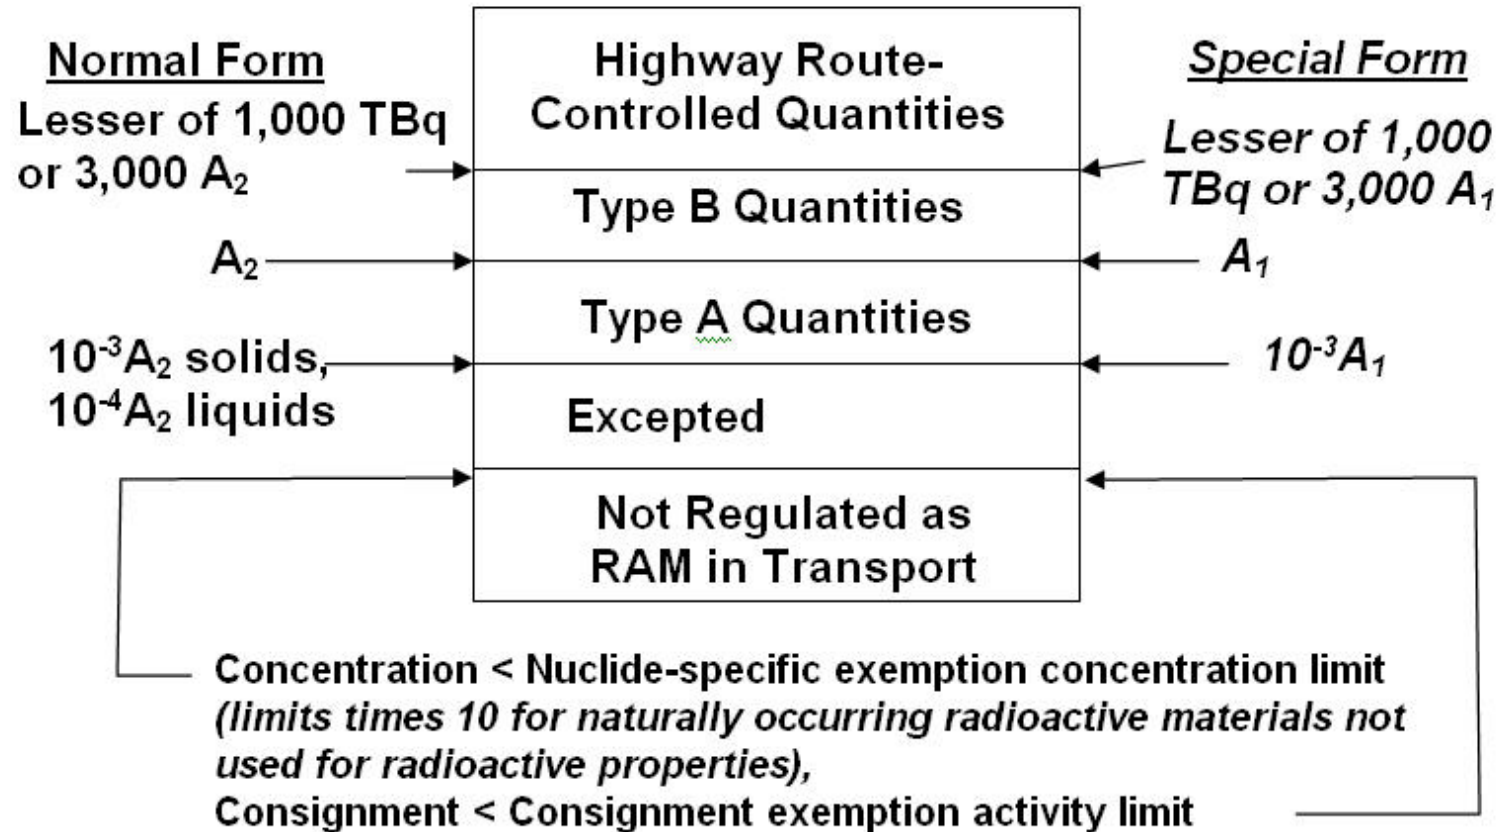 Normal Form
Lesser of 1,000 TBq
or 3,000 A₂
A₂
10⁻³A₂ solids,
10⁻⁴A₂ liquids
Highway Route-
Controlled Quantities
Type B Quantities
Type A Quantities
Excepted
Not Regulated as
RAM in Transport
Special Form
Lesser of 1,000
TBq or 3,000 A₁
A₁
10⁻³A₁
Concentration < Nuclide-specific exemption concentration limit
(limits times 10 for naturally occurring radioactive materials not
used for radioactive properties),
Consignment < Consignment exemption activity limit